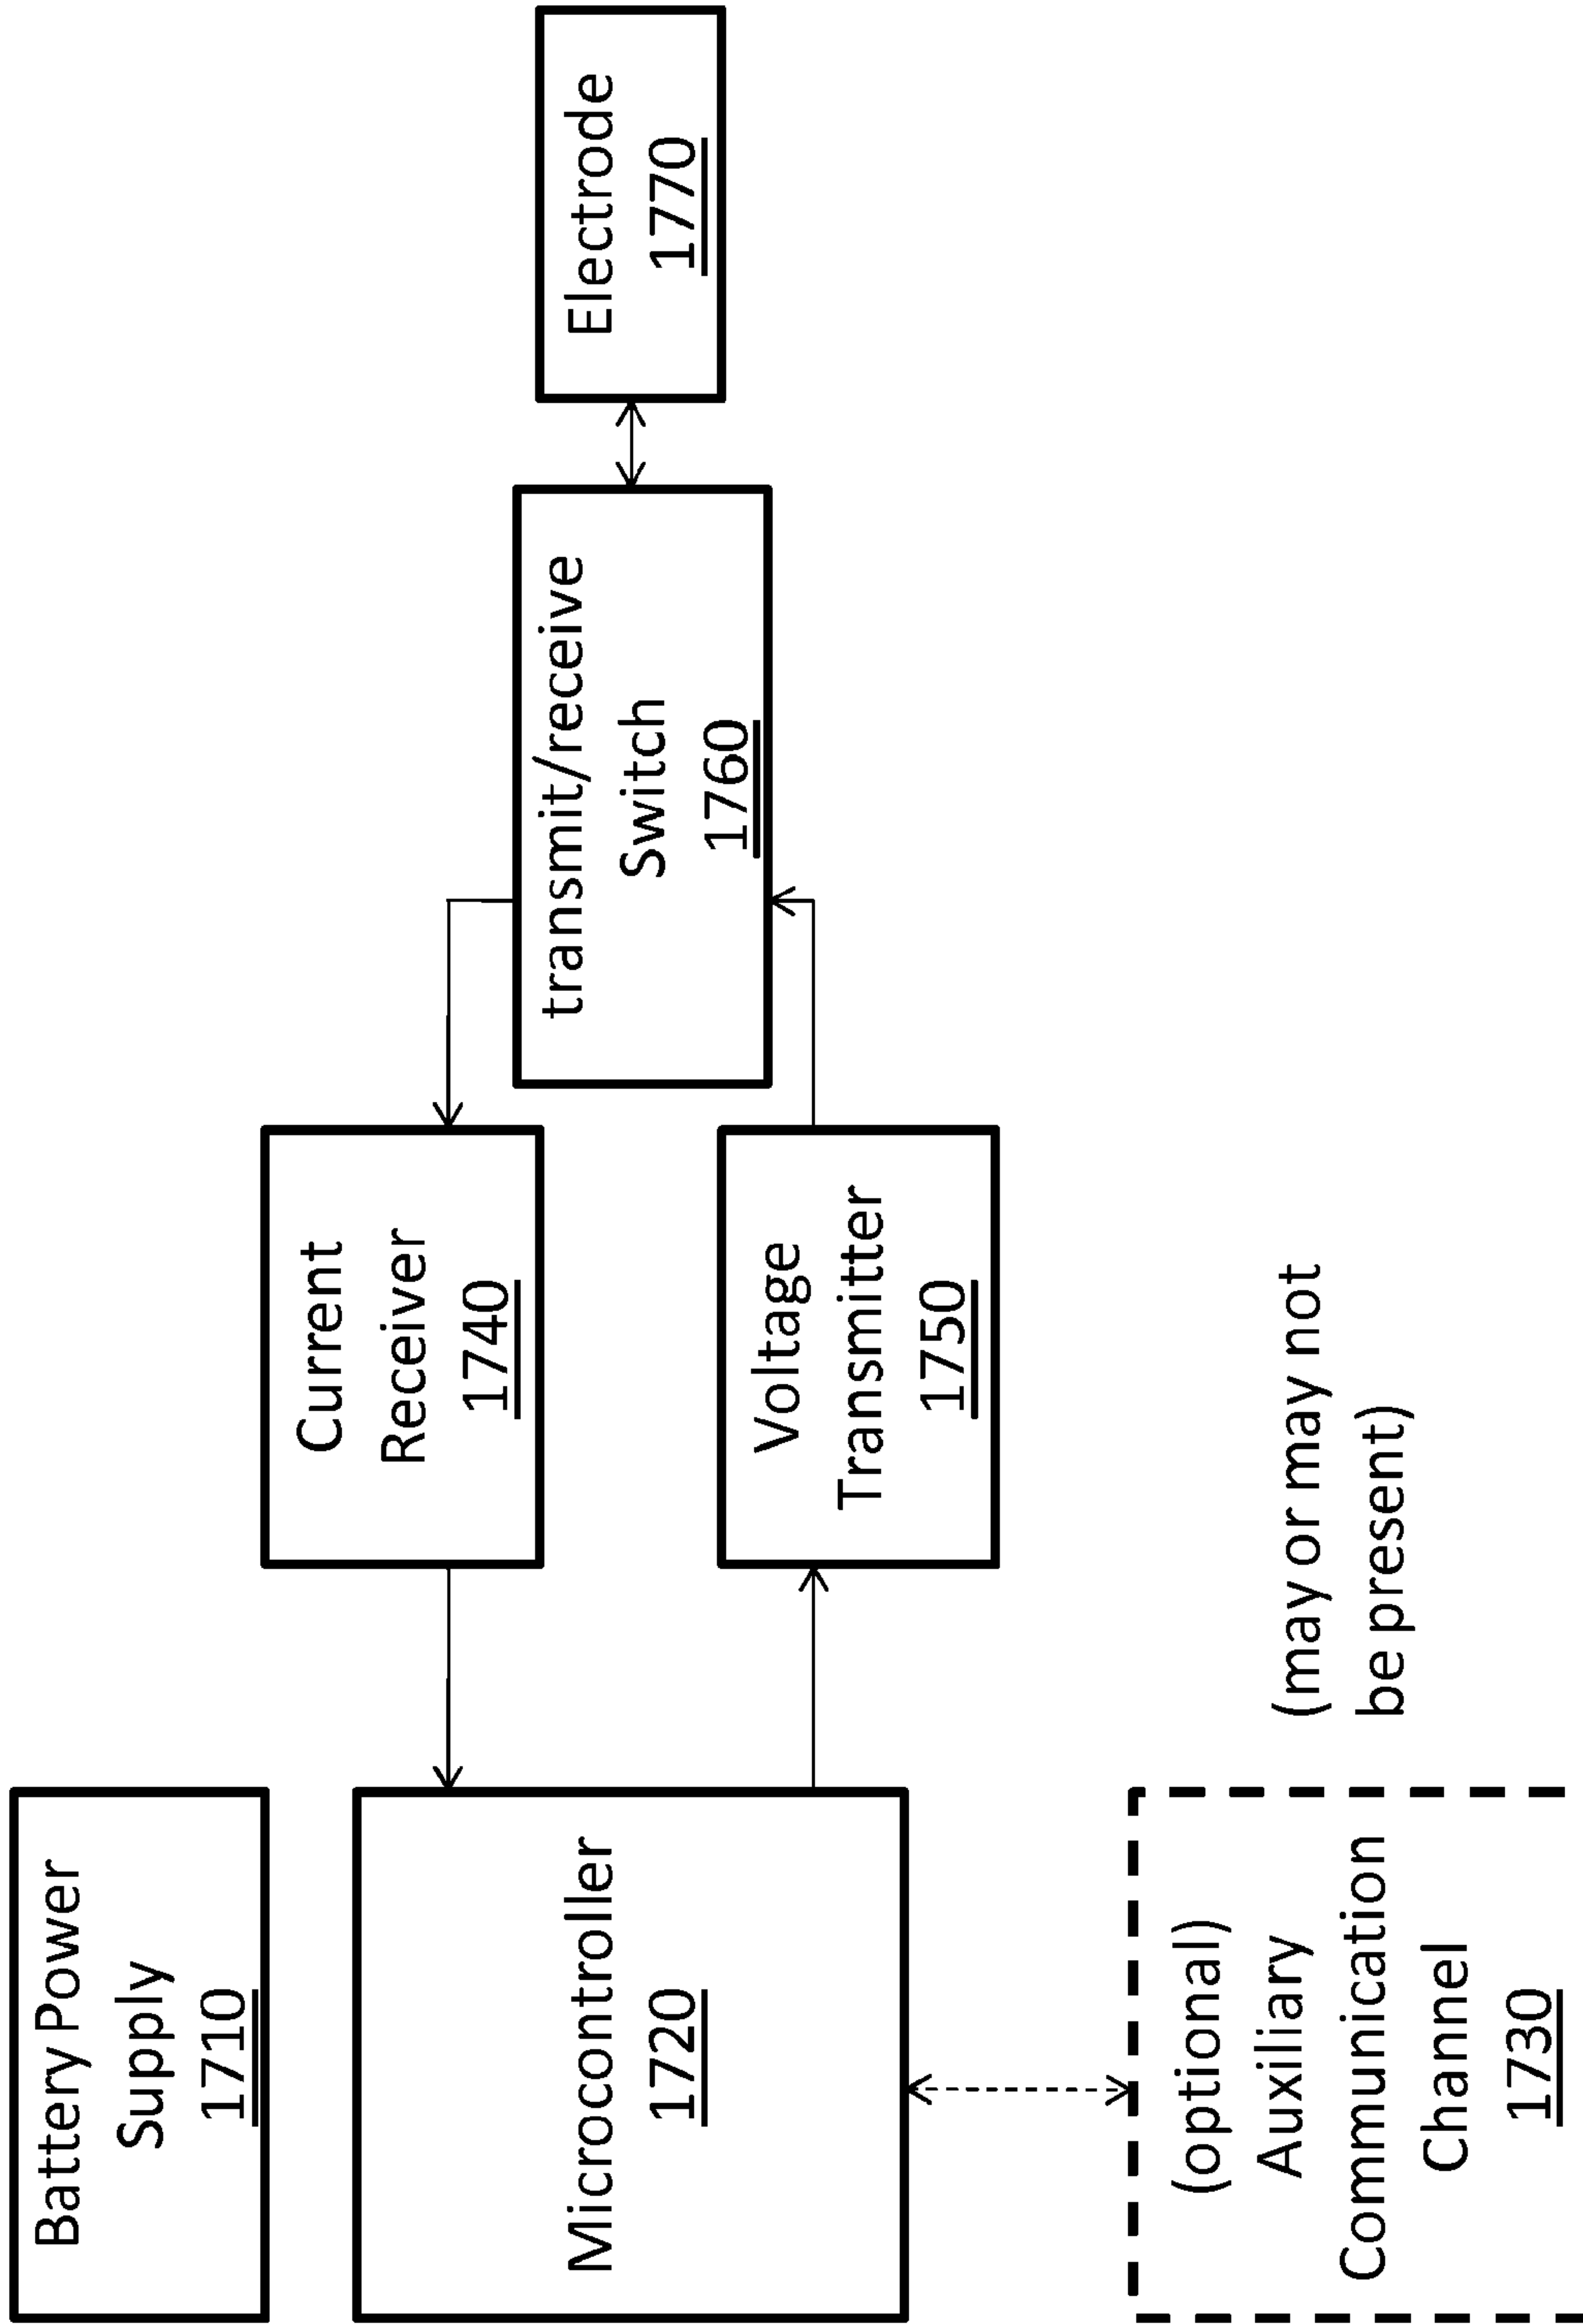 Battery Power
Supply
1710
Microcontroller
1720
(optional)
Auxiliary
Communication
Channel
1730
(may or may not
be present)
Current
Receiver
1740
Voltage
Transmitter
1750
transmit/receive
Switch
1760
Electrode
1770